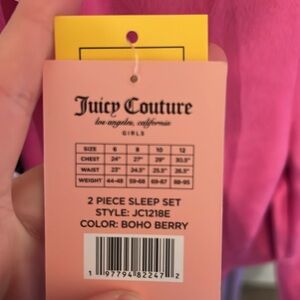 Juicy Couture
los angeles, california
GIRLS
SIZE 6 8 10 12
CHEST 24" 27" 29" 30.5"
WAIST 23" 24.5" 25.5" 26.5"
WEIGHT 44-48 59-68 69-87 88-95
2 PIECE SLEEP SET
STYLE: JC1218E
COLOR: BOHO BERRY
1 97794 82247 2